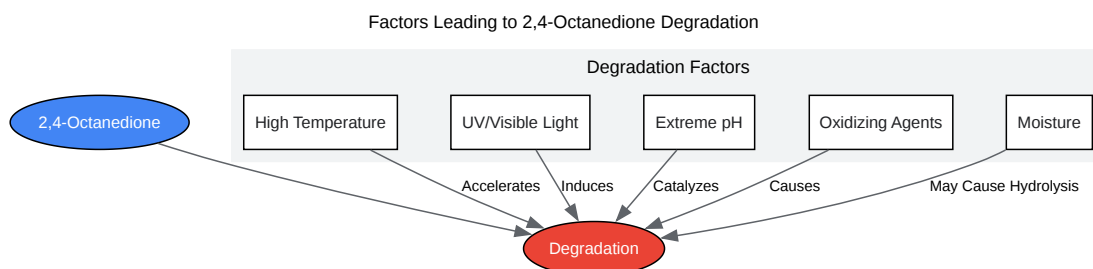 Factors Leading to 2,4-Octanedione Degradation
Degradation Factors
2,4-Octanedione
High Temperature
UV/Visible Light
Extreme pH
Oxidizing Agents
Moisture
Accelerates
Induces
Catalyzes
Causes
May Cause Hydrolysis
Degradation